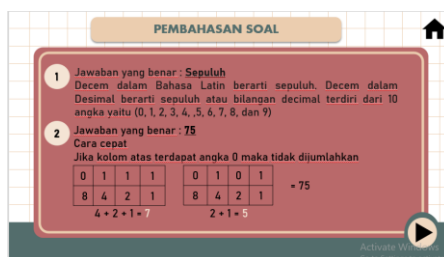 PEMBAHASAN SOAL
1
Jawaban yang benar : Sepuluh
Decem dalam Bahasa Latin berarti sepuluh. Decem dalam
Desimal berarti sepuluh atau bilangan decimal terdiri dari 10
angka yaitu (0, 1, 2, 3, 4, ,5, 6, 7, 8, dan 9)
2
Jawaban yang benar : 75
Cara cepat
Jika kolom atas terdapat angka 0 maka tidak dijumlahkan
0 1 1 1 0 1 0 1
= 75
8 4 2 1 8 4 2 1
4 + 2 + 1 = 7 2 + 1 = 5
Activate Windows